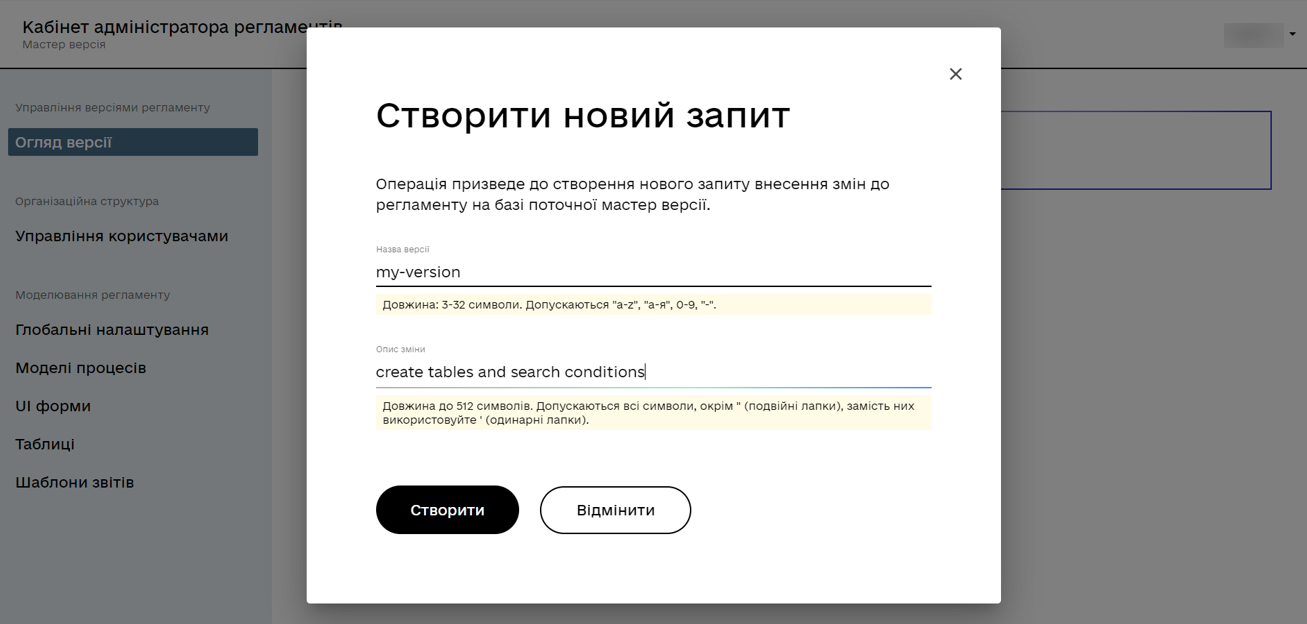 Кабінет адміністратора регламентів
Мастер версія
Управління версіями регламенту
Огляд версії
Організаційна структура
Управління користувачами
Моделювання регламенту
Глобальні налаштування
Моделі процесів
UI форми
Таблиці
Шаблони звітів
Створити новий запит
Операція призведе до створення нового запиту внесення змін до
регламенту на базі поточної мастер версії.
Назва версії
my-version
Довжина: 3-32 символи. Допускаються "a-z", "а-я", 0-9, "-".
Опис зміни
create tables and search conditions
Довжина до 512 символів. Допускаються всі символи, окрім " (подвійні лапки), замість них
використовуйте ' (одинарні лапки).
Створити
Відмінити